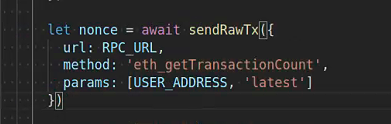 let nonce = await sendRawTx({
url: RPC_URL,
method: 'eth_getTransactionCount',
params: [USER_ADDRESS, 'latest']
})